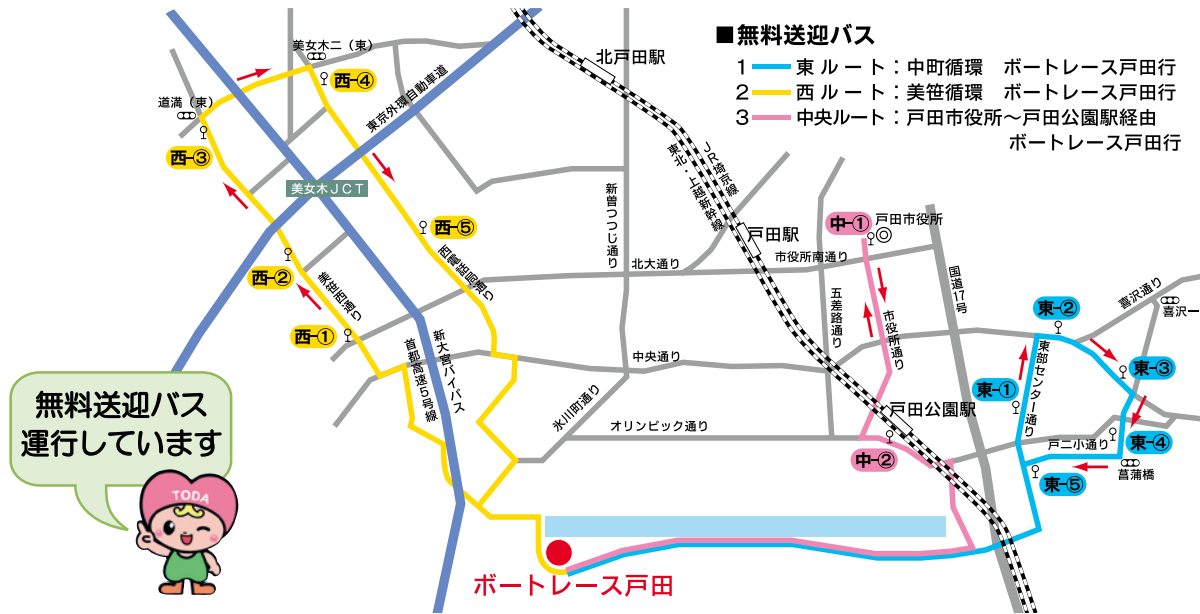 ■無料送迎バス
1 東 ル ー ト：中町循環　ボートレース戸田行
2 西 ル ー ト：美笹循環　ボートレース戸田行
3 中央ルート：戸田市役所〜戸田公園駅経由
ボートレース戸田行
美女木二（東）
北戸田駅
西-④
道満（東）
東京外環自動車道
西-③
美女木JCT
JR埼京線
東北・上越新幹線
新曽つつじ通り
中-①
戸田市役所
西-⑤
戸田駅
西電話局通り
市役所南通り
北大通り
西-②
美笹西通り
国道17号
喜沢通り
五差路通り
東-②
喜沢一
市役所通り
西-①
首都高速5号線
新大宮バイパス
中央通り
東部センター通り
東-③
東-①
無料送迎バス
運行しています
氷川町通り
戸田公園駅
オリンピック通り
戸二小通り
東-④
中-②
菖蒲橋
東-⑤
TODA
ボートレース戸田